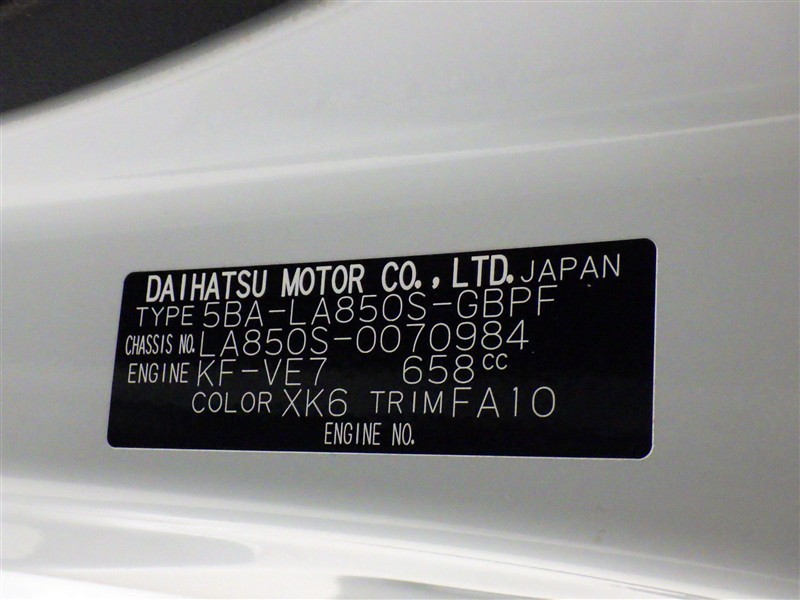 DAIHATSU MOTOR CO., LTD. JAPAN
TYPE 5BA-LA850S-GBPF
CHASSIS NO. LA850S-0070984
ENGINE KF-VE7 658cc
COLOR XK6 TRIM FA10
ENGINE NO.